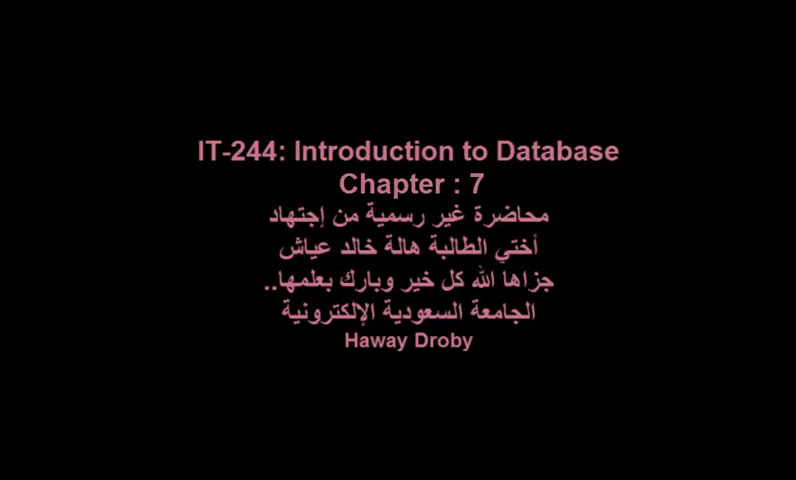 IT-244: Introduction to Database
Chapter : 7
محاضرة غير رسمية من إجتهاد
أختي الطالبة هالة خالد عياش
جزاها الله كل خير وبارك بعلمها..
الجامعة السعودية الإلكترونية
Haway Droby